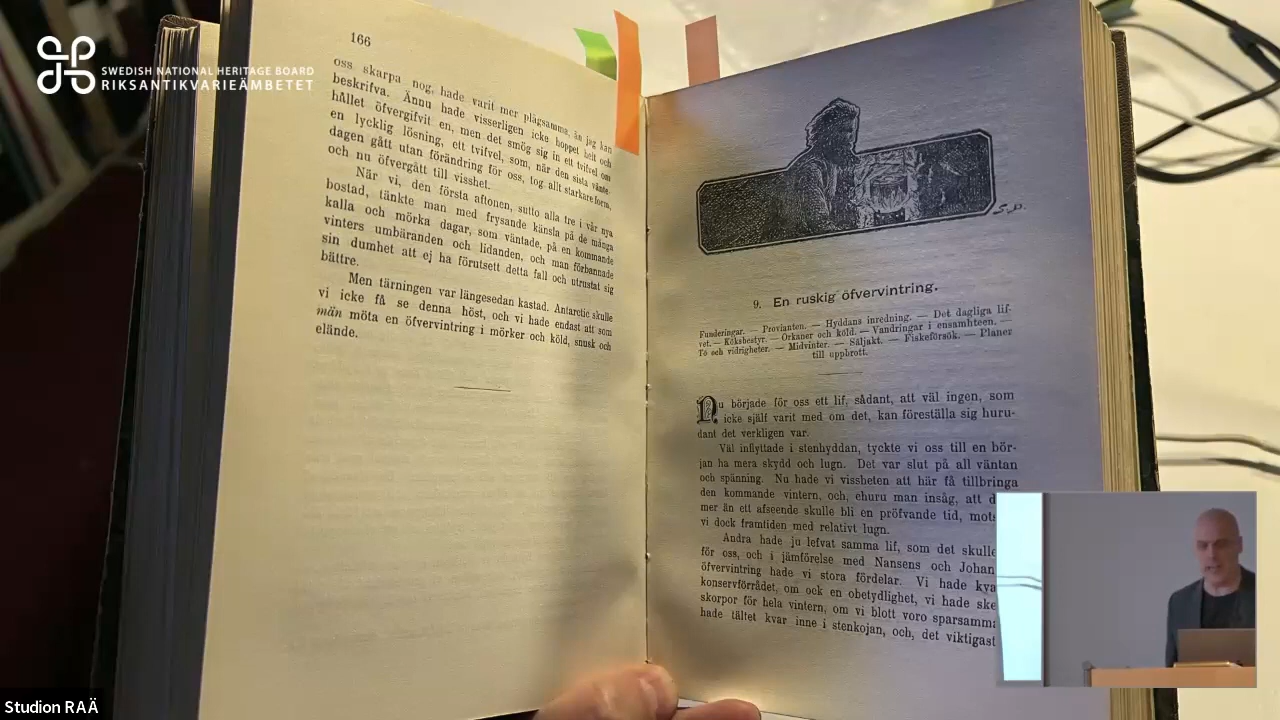 SWEDISH NATIONAL HERITAGE BOARD
RIKSANTIKVARIEÄMBETET
166
oss skarpa nog, hade varit mer plågsamma, än jag kan
beskrifva. Ännu hade visserligen icke hoppet helt och
hållet öfvergifvit en, men det smög sig in ett tvifvel om
en lycklig lösning, ett tvifvel, som, när den sista vänte-
dagen gått utan förändring för oss, tog allt starkare form,
och nu öfvergått till visshet.
När vi, den första aftonen, sutto alla tre i vår nya
bostad, tänkte man med frysande känsla på de många
kalla och mörka dagar, som väntade, på en kommande
vinters umbäranden och lidanden, och man förbannade
sin dumhet att ej ha förutsett detta fall och utrustat sig
bättre.
Men tärningen var längesedan kastad. Antarctic skulle
vi icke få se denna höst, och vi hade endast att som
män möta en öfvervintring i mörker och köld, snusk och
elände.
S.D.
9. En ruskig öfvervintring.
Funderingar. — Provianten. — Hyddans inredning. — Det dagliga lif-
vet. — Köksbestyr. — Orkaner och köld. — Vandringar i ensamheten. —
Tö och vidrigheter. — Midvinter. — Säljakt. — Fiskeförsök. — Planer
till uppbrott.
Nu började för oss ett lif, sådant, att väl ingen, som
icke själf varit med om det, kan föreställa sig huru-
dant det verkligen var.
Väl inflyttade i stenhyddan, tyckte vi oss till en bör-
jan ha mera skydd och lugn. Det var slut på all väntan
och spänning. Nu hade vi vissheten att här få tillbringa
den kommande vintern, och, ehuru man insåg, att d
mer än ett afseende skulle bli en pröfvande tid, mots
vi dock framtiden med relativt lugn.
Andra hade ju lefvat samma lif, som det skulle
för oss, och i jämförelse med Nansens och Johan
öfvervintring hade vi stora fördelar. Vi hade kva
konservförrådet, om ock en obetydlighet, vi hade ske
skorpor för hela vintern, om vi blott voro sparsamma
hade tältet kvar inne i stenkojan, och, det viktigast
Studion RAÄ